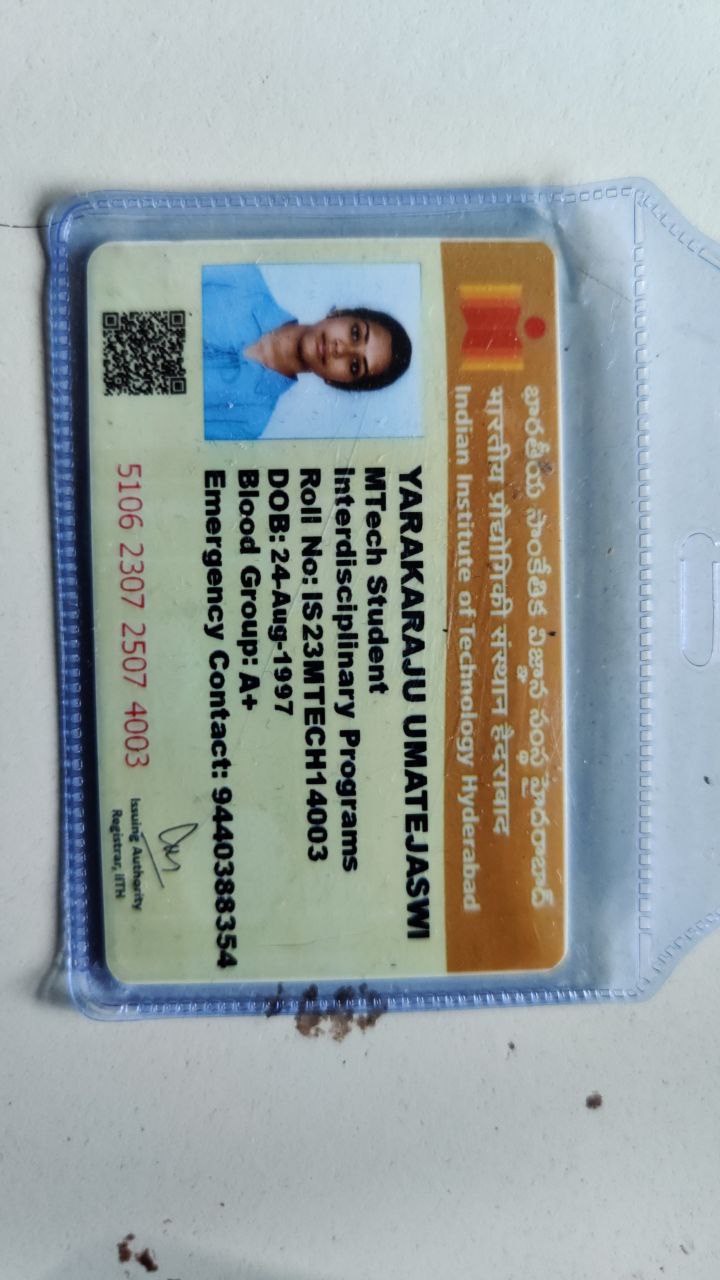 భారతీయ సాంకేతిక విజ్ఞాన సంస్థ హైదరాబాద్
भारतीय प्रौद्योगिकी संस्थान हैदराबाद
Indian Institute of Technology Hyderabad
YARAKARAJU UMATEJASWI
MTech Student
Interdisciplinary Programs
Roll No: IS23MTECH14003
DOB: 24-Aug-1997
Blood Group: A+
Emergency Contact: 9440388354
5106 2307 2507 4003
Issuing Authority
Registrar, IITH